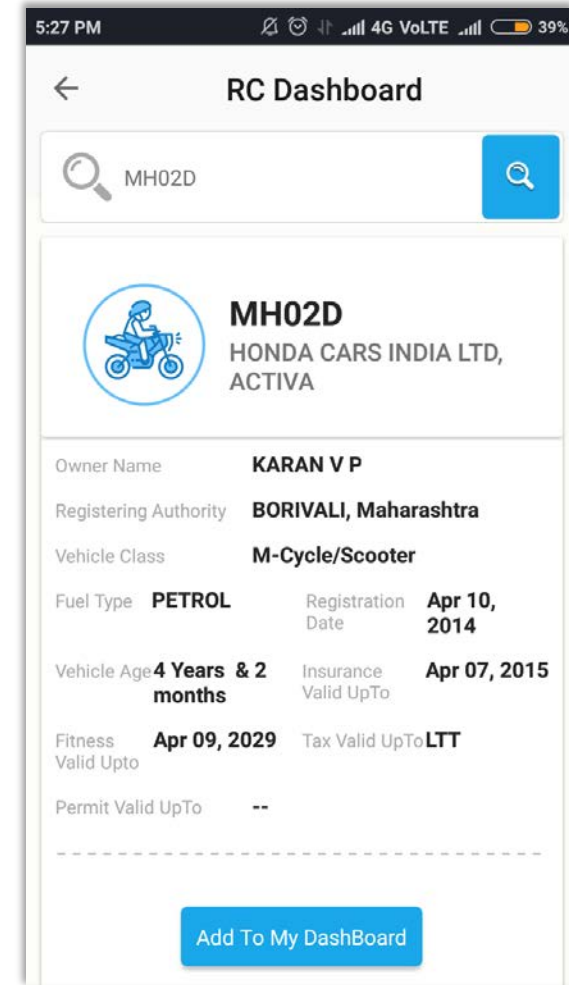 5:27 PM 4G VoLTE 39%
RC Dashboard
MH02D
MH02D
HONDA CARS INDIA LTD,
ACTIVA
Owner Name KARAN V P
Registering Authority BORIVALI, Maharashtra
Vehicle Class M-Cycle/Scooter
Fuel Type PETROL Registration Apr 10,
Date 2014
Vehicle Age 4 Years & 2 Insurance Apr 07, 2015
months Valid UpTo
Fitness Apr 09, 2029 Tax Valid UpTo LTT
Valid Upto
Permit Valid UpTo --
Add To My DashBoard